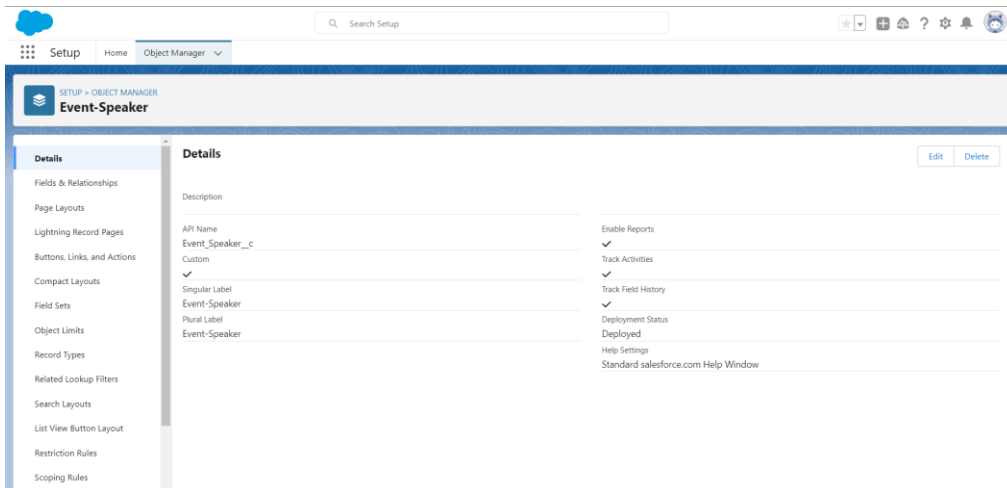 Search Setup
Setup Home Object Manager
SETUP > OBJECT MANAGER
Event-Speaker
Details
Fields & Relationships
Page Layouts
Lightning Record Pages
Buttons, Links, and Actions
Compact Layouts
Field Sets
Object Limits
Record Types
Related Lookup Filters
Search Layouts
List View Button Layout
Restriction Rules
Scoping Rules
Details
Edit Delete
Description
API Name
Event_Speaker__c
Custom
Singular Label
Event-Speaker
Plural Label
Event-Speaker
Enable Reports
Track Activities
Track Field History
Deployment Status
Deployed
Help Settings
Standard salesforce.com Help Window